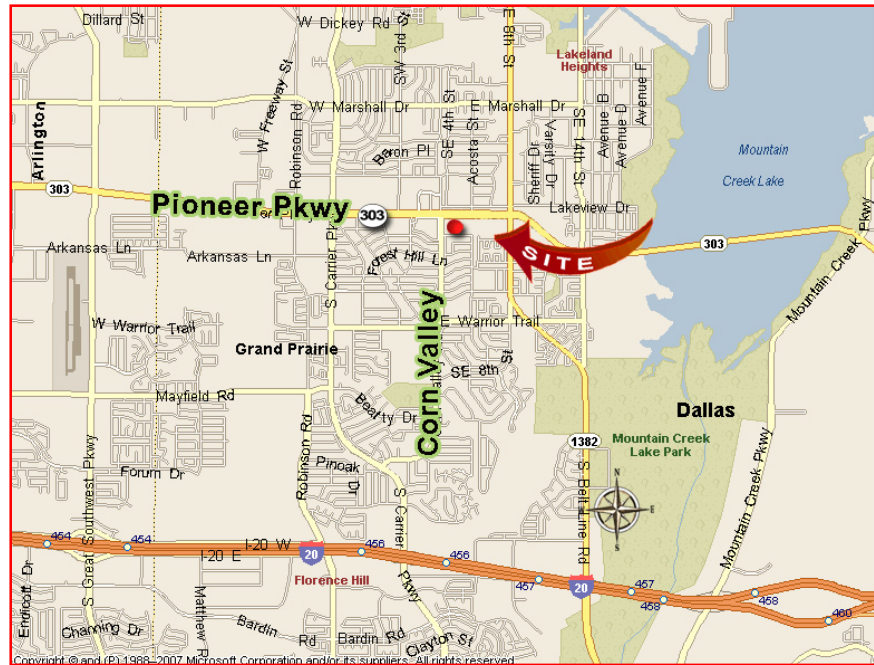 Dillard St
W Dickey Rd
SW 3rd St
E 8th St
Lakeland
Heights
W Freeway St
Robinson Rd
W Marshall Dr
SE 4th St
Marshall Dr
Acosta St
SE 14th St
Avenue F
Avenue B
Avenue D
Arlington
Baron Pl
Sheriff Dr
Varsity Dr
Mountain
Creek Lake
303
Pioneer Pkwy
303
Lakeview Dr
303
SITE
Arkansas Ln
Arkansas Ln
S Carrier Pkwy
Forest Hill Ln
Mountain Creek Pkwy
W Warrior Trail
E Warrior Trail
Grand Prairie
Corn Valley
SE 8th St
Mayfield Rd
Beatty Dr
Dallas
1382
Mountain Creek
Lake Park
Robinson Rd
Pinoak Dr
Forum Dr
S Great Southwest Pkwy
S Carrier Pkwy
S Belt Line Rd
N
W
E
S
Mountain Creek Pkwy
454
454
I-20 E
I-20 W
20
456
456
457
20
457
458
458
460
Florence Hill
Endicott Dr
Matthew R
Channing Dr
Bardin Rd
Bardin Rd
Clayton St
Copyright © and (P) 1988–2007 Microsoft Corporation and/or its suppliers. All rights reserved.